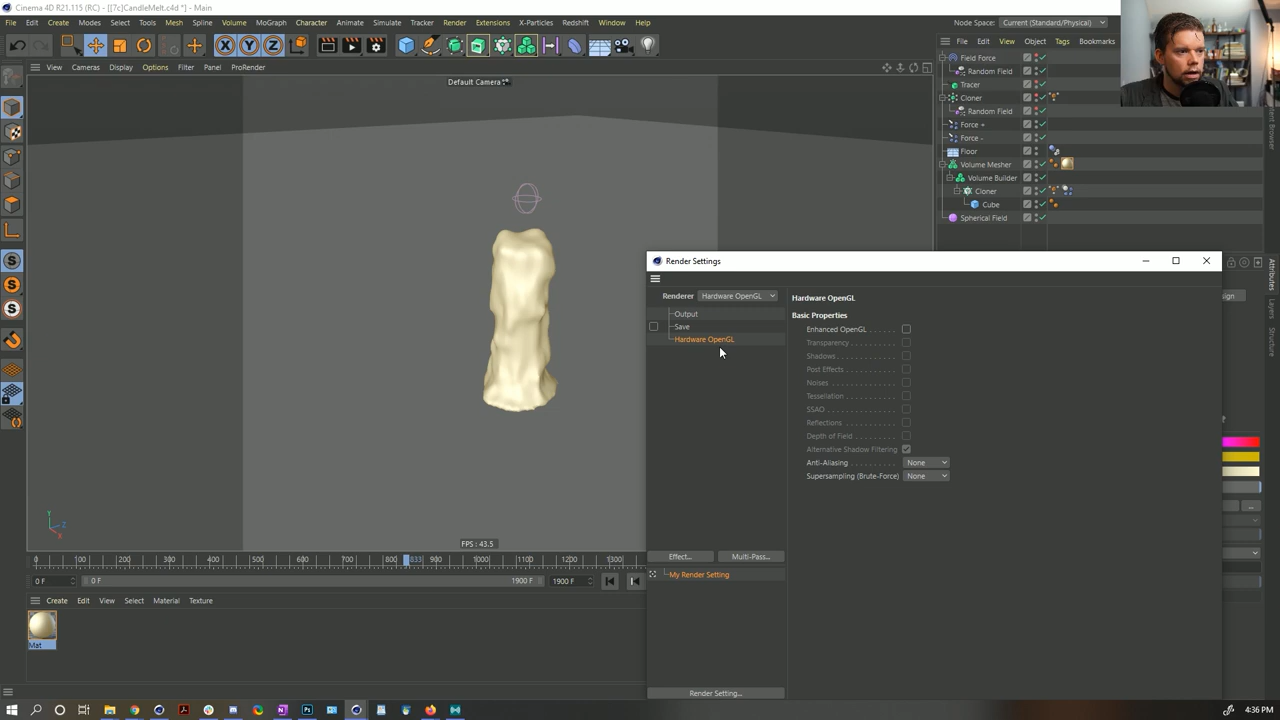 Cinema 4D R21.115 (RC) - [[7c]CandleMelt.c4d *] - Main
File Edit Create Modes Select Tools Mesh Spline Volume MoGraph Character Animate Simulate Tracker Render Extensions X-Particles Redshift Window Help
Node Space: Current (Standard/Physical)
File Edit View Object Tags Bookmarks
View Cameras Display Options Filter Panel ProRender
Default Camera
Field Force
Random Field
Tracer
Cloner
Random Field
Force +
Force -
Floor
Volume Mesher
Volume Builder
Cloner
Cube
Spherical Field
Attributes
Layers
Structure
Render Settings
Renderer Hardware OpenGL
Output
Save
Hardware OpenGL
Hardware OpenGL
Basic Properties
Enhanced OpenGL
Transparency
Shadows
Post Effects
Noises
Tessellation
SSAO
Reflections
Depth of Field
Alternative Shadow Filtering
Anti-Aliasing None
Supersampling (Brute-Force) None
Effect... Multi-Pass...
My Render Setting
Render Setting...
Y
Z
X
FPS : 43.5
0 100 200 300 400 500 600 700 800 835 900 1000 1100 1200 1300
0 F 0 F 1900 F 1900 F
Create Edit View Select Material Texture
Mat
4:36 PM